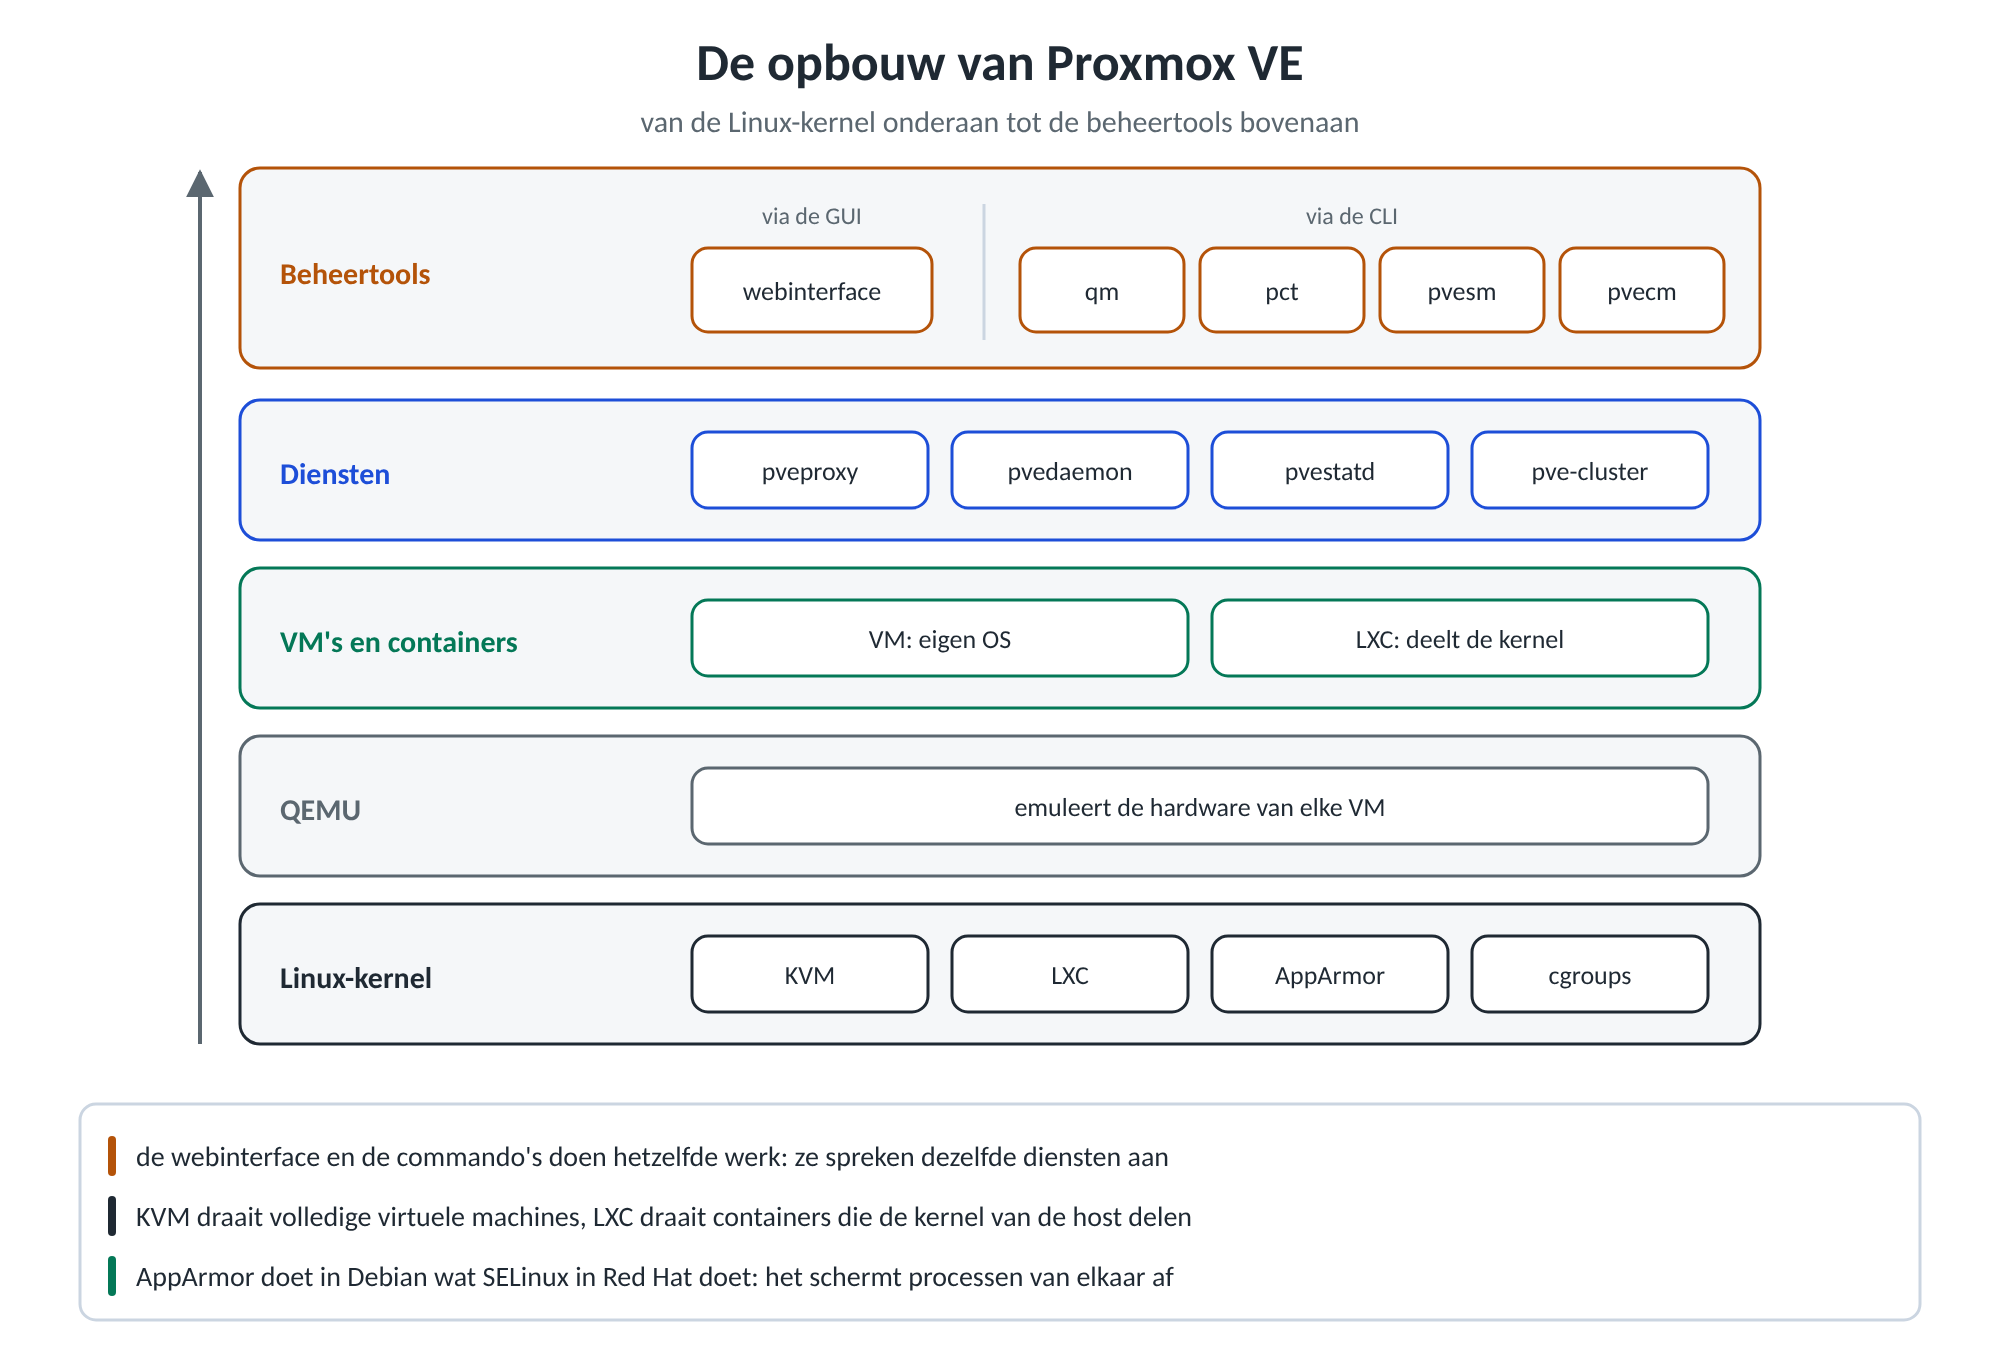 De opbouw van Proxmox VE
van de Linux-kernel onderaan tot de beheertools bovenaan
via de GUI
via de CLI
Beheertools
webinterface
qm
pct
pvesm
pvecm
Diensten
pveproxy
pvedaemon
pvestatd
pve-cluster
VM's en containers
VM: eigen OS
LXC: deelt de kernel
QEMU
emuleert de hardware van elke VM
Linux-kernel
KVM
LXC
AppArmor
cgroups
de webinterface en de commando's doen hetzelfde werk: ze spreken dezelfde diensten aan
KVM draait volledige virtuele machines, LXC draait containers die de kernel van de host delen
AppArmor doet in Debian wat SELinux in Red Hat doet: het schermt processen van elkaar af